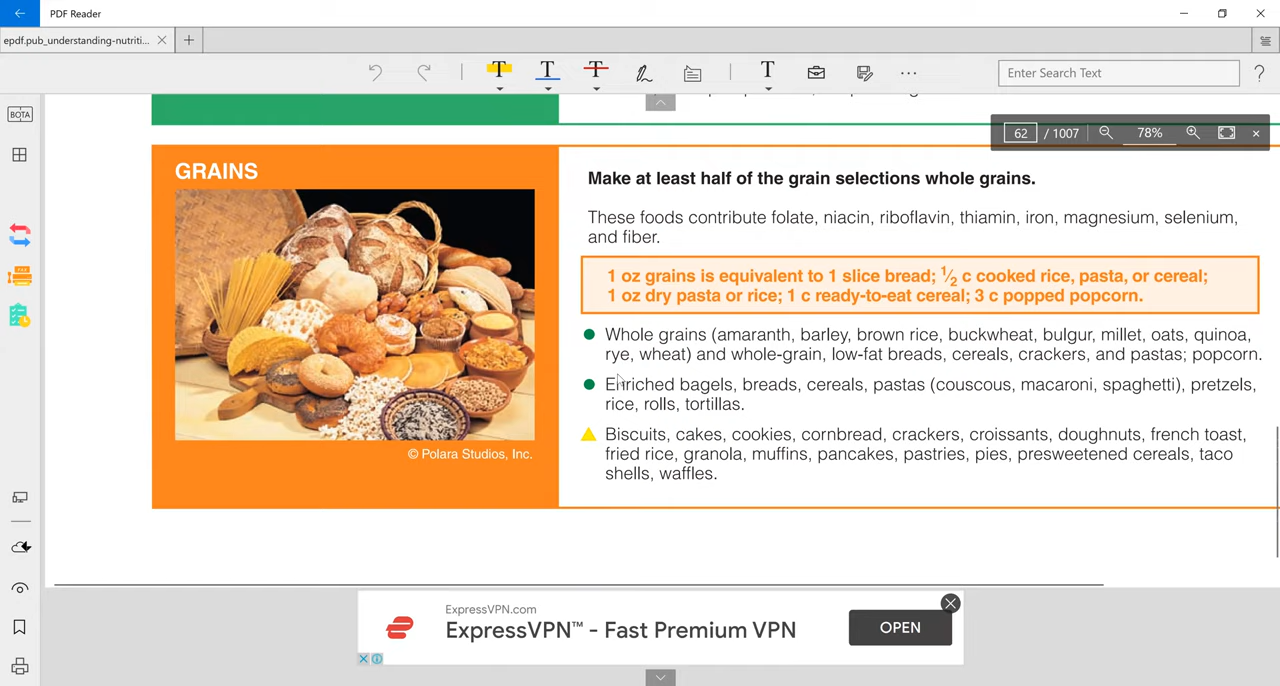 PDF Reader
epdf.pub_understanding-nutriti...
T T T T
Enter Search Text
?
BOTA
62 / 1007 78%
GRAINS
Make at least half of the grain selections whole grains.
These foods contribute folate, niacin, riboflavin, thiamin, iron, magnesium, selenium,
and fiber.
1 oz grains is equivalent to 1 slice bread; 1/2 c cooked rice, pasta, or cereal;
1 oz dry pasta or rice; 1 c ready-to-eat cereal; 3 c popped popcorn.
Whole grains (amaranth, barley, brown rice, buckwheat, bulgur, millet, oats, quinoa,
rye, wheat) and whole-grain, low-fat breads, cereals, crackers, and pastas; popcorn.
Enriched bagels, breads, cereals, pastas (couscous, macaroni, spaghetti), pretzels,
rice, rolls, tortillas.
Biscuits, cakes, cookies, cornbread, crackers, croissants, doughnuts, french toast,
fried rice, granola, muffins, pancakes, pastries, pies, presweetened cereals, taco
shells, waffles.
© Polara Studios, Inc.
ExpressVPN.com
ExpressVPN™ - Fast Premium VPN
OPEN